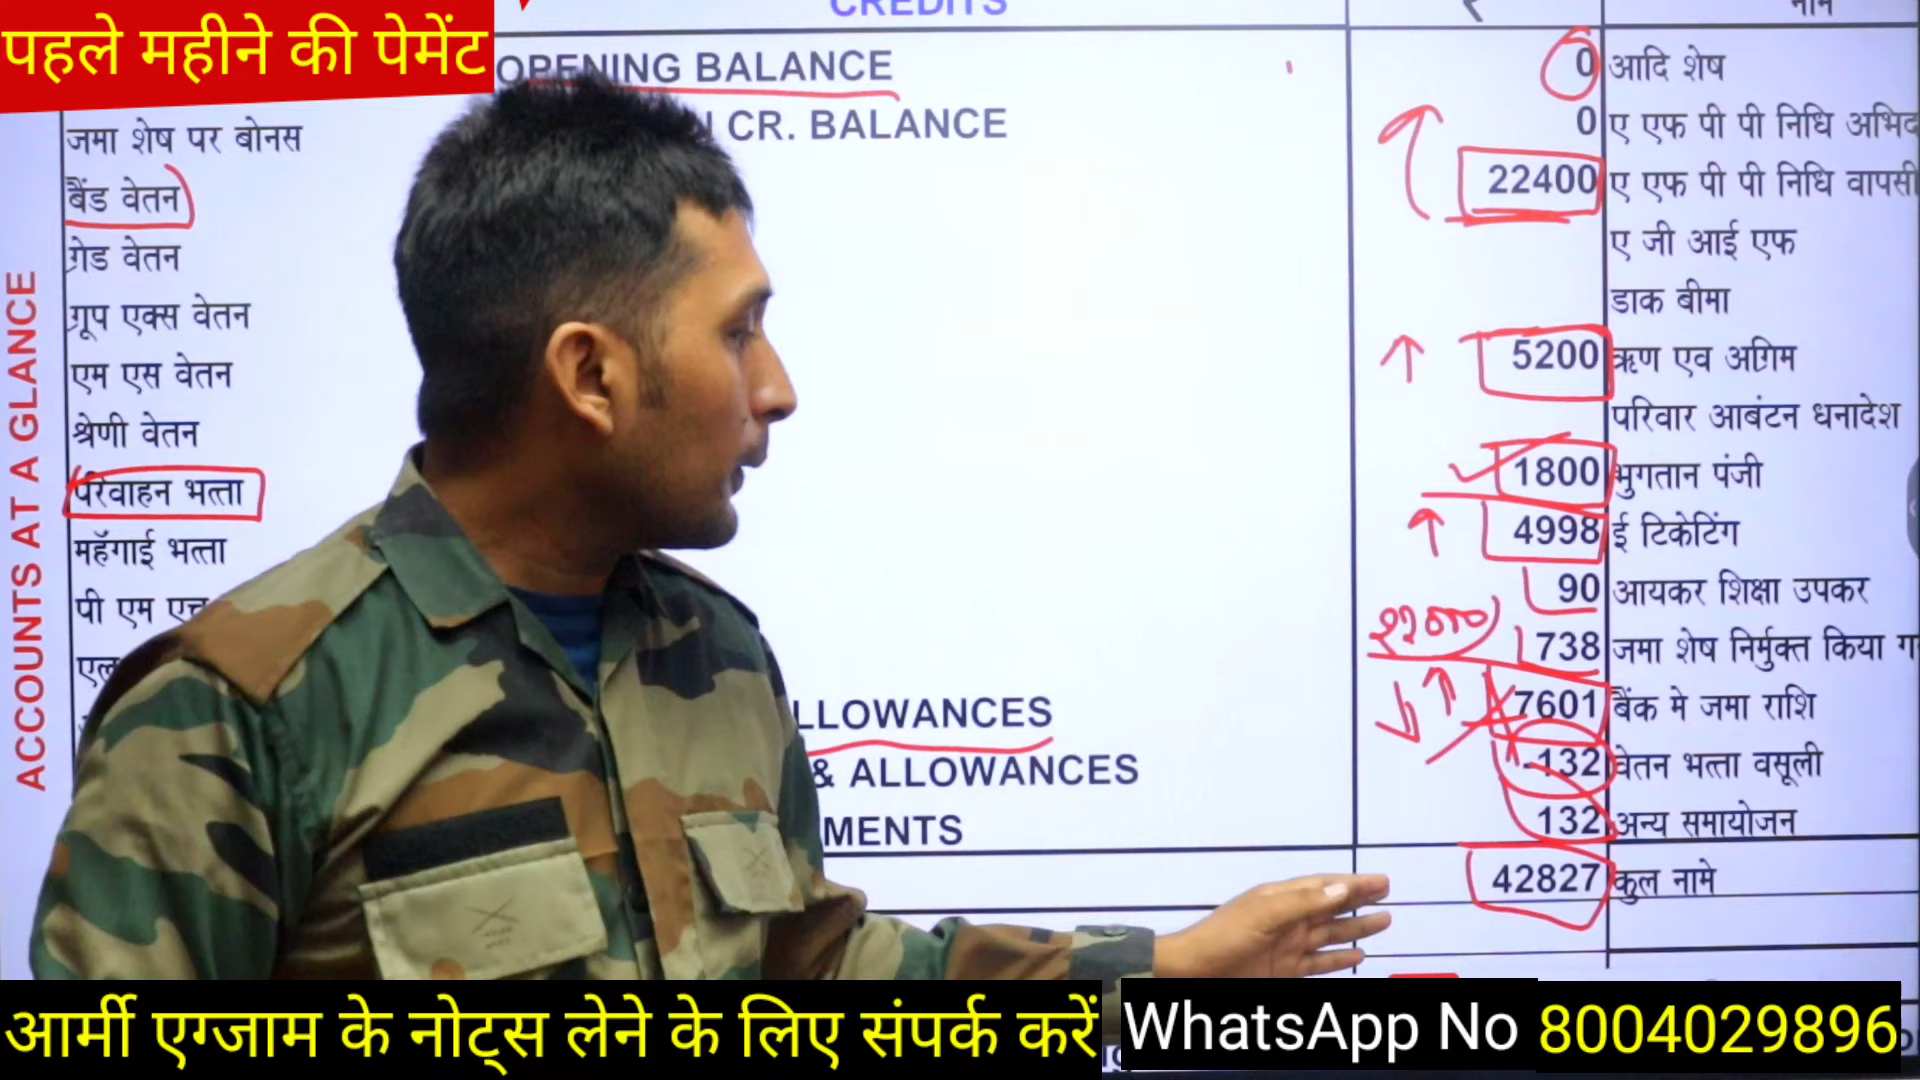 पहले महीने की पेमेंट
CREDITS
₹
नाम
OPENING BALANCE
0 आदि शेष
जमा शेष पर बोनस
CR. BALANCE
0 ए एफ पी पी निधि अभिद
बैंड वेतन
22400 ए एफ पी पी निधि वापसी
ग्रेड वेतन
ए जी आई एफ
ग्रूप एक्स वेतन
डाक बीमा
एम एस वेतन
5200 ऋण एव अग्रिम
श्रेणी वेतन
परिवार आबंटन धनादेश
परिवाहन भत्ता
1800 भुगतान पंजी
महँगाई भत्ता
4998 ई टिकेटिंग
पी एम एच
90 आयकर शिक्षा उपकर
एल
738 जमा शेष निर्मुक्त किया ग
LLOWANCES
7601 बैंक मे जमा राशि
& ALLOWANCES
-132 वेतन भत्ता वसूली
MENTS
132 अन्य समायोजन
42827 कुल नामे
ACCOUNTS AT A GLANCE
आर्मी एग्जाम के नोट्स लेने के लिए संपर्क करें WhatsApp No 8004029896